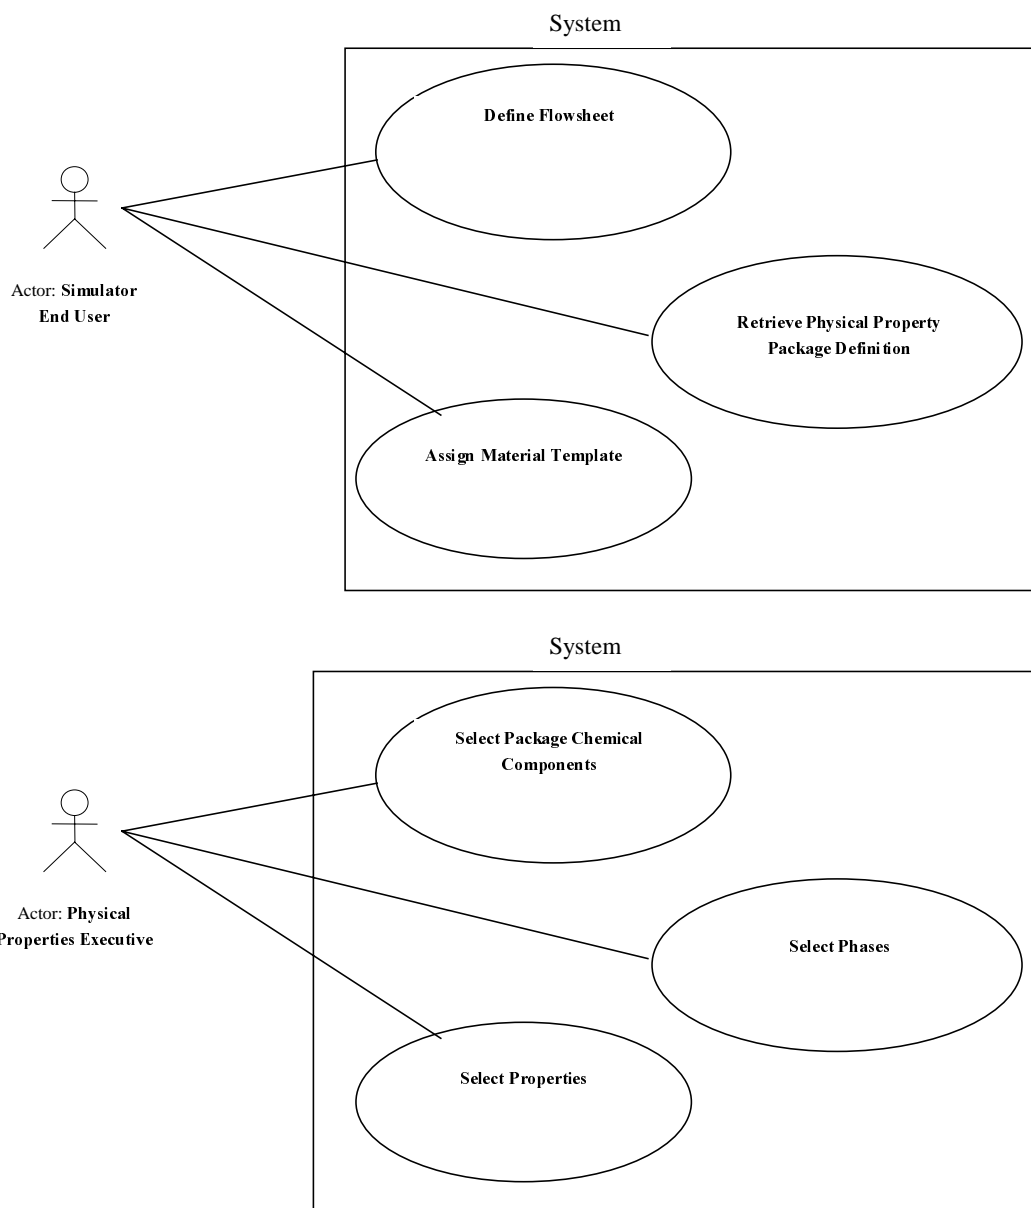 System
Define Flowsheet
Actor: Simulator
End User
Retrieve Physical Property
Package Definition
Assign Material Template
System
Select Package Chemical
Components
Actor: Physical
Properties Executive
Select Phases
Select Properties